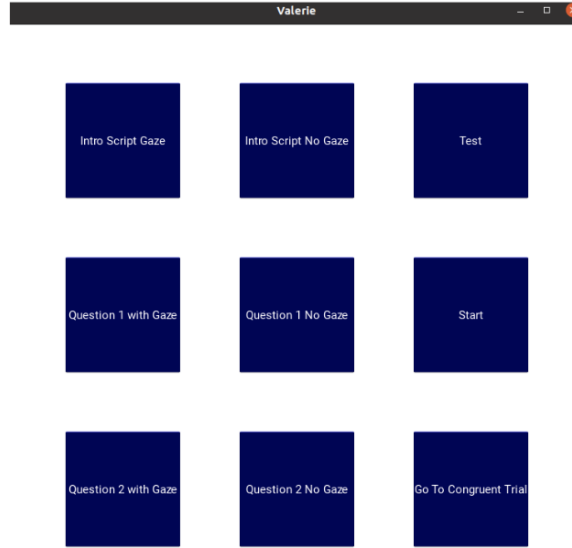 Valerie
Intro Script Gaze
Intro Script No Gaze
Test
Question 1 with Gaze
Question 1 No Gaze
Start
Question 2 with Gaze
Question 2 No Gaze
Go To Congruent Trial